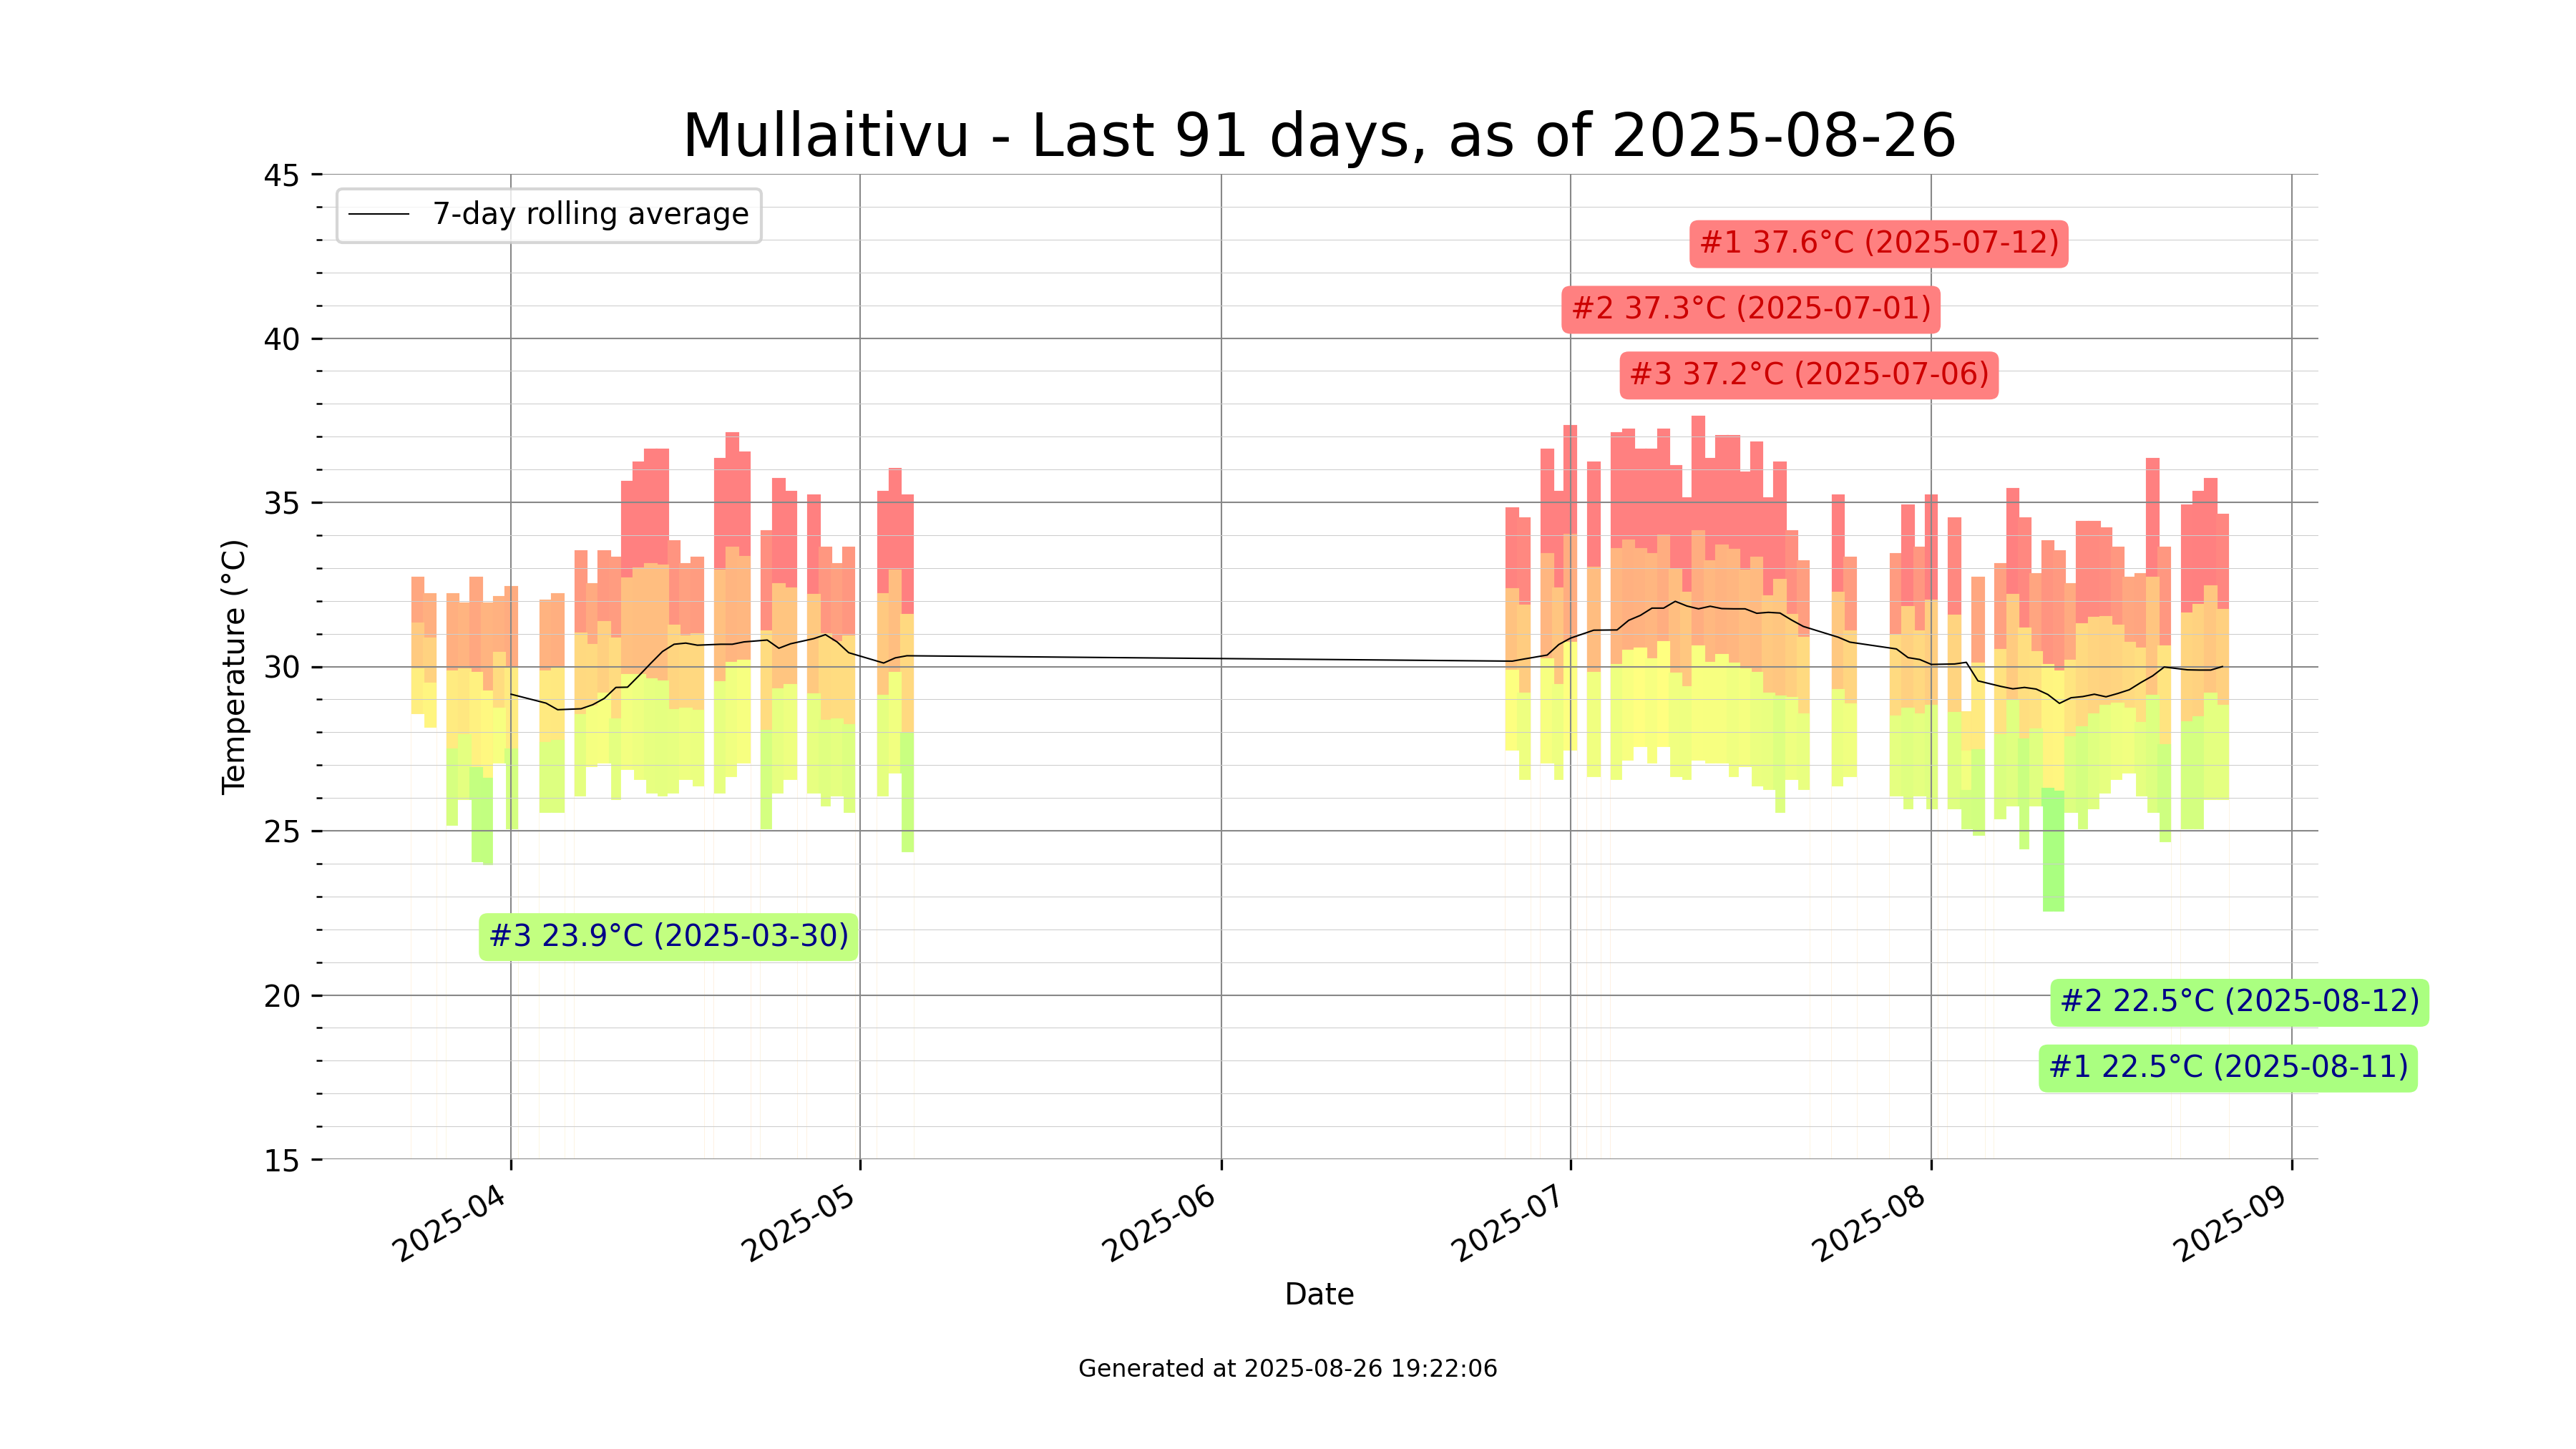 Mullaitivu - Last 91 days, as of 2025-08-26
7-day rolling average
#1 37.6°C (2025-07-12)
#2 37.3°C (2025-07-01)
#3 37.2°C (2025-07-06)
#3 23.9°C (2025-03-30)
#2 22.5°C (2025-08-12)
#1 22.5°C (2025-08-11)
Temperature (°C)
45
40
35
30
25
20
15
2025-04
2025-05
2025-06
2025-07
2025-08
2025-09
Date
Generated at 2025-08-26 19:22:06